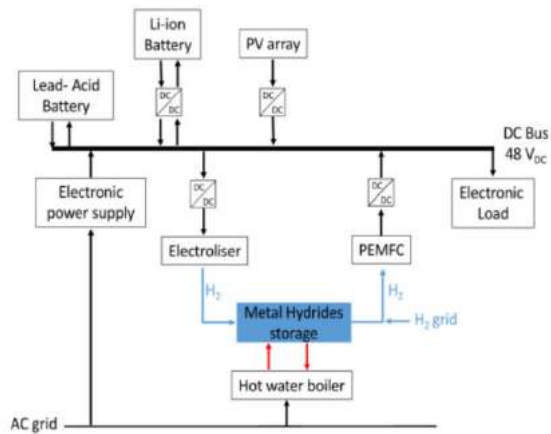 Li-ion
Battery
PV array
Lead- Acid
Battery
DC
DC
DC
DC
DC Bus
48 VDC
Electronic
power supply
DC
DC
DC
DC
Electronic
Load
Electroliser
PEMFC
H2
H2
Metal Hydrides
storage
H2 grid
Hot water boiler
AC grid